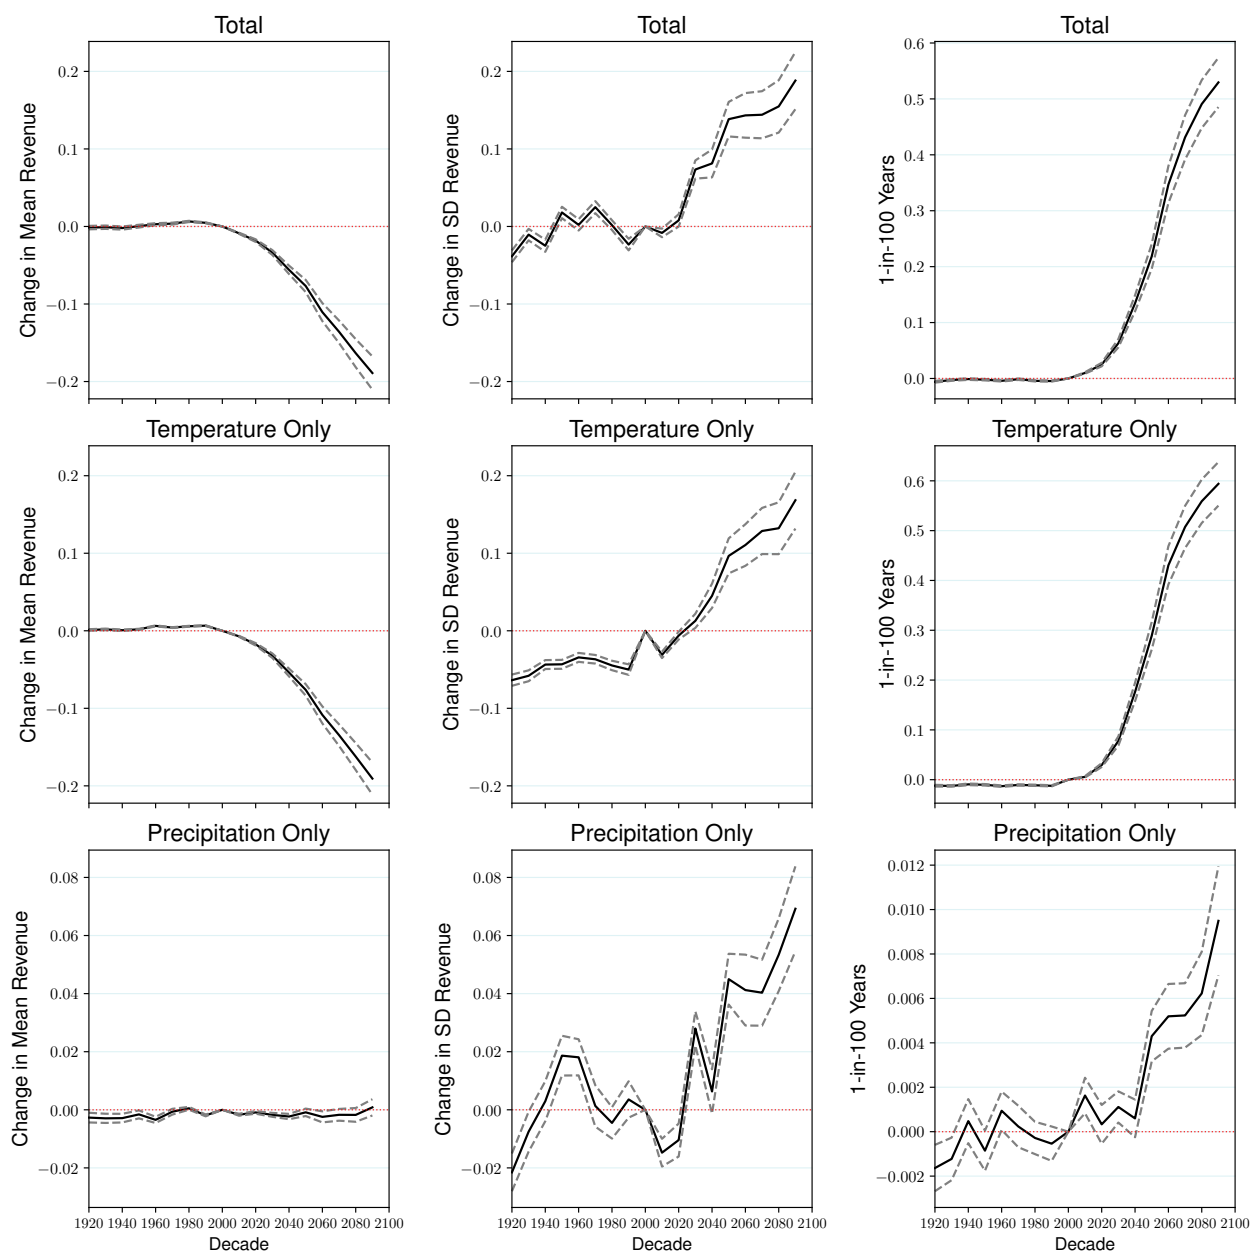 Total
Total
Total
Change in Mean Revenue
0.2
0.1
0.0
−0.1
−0.2
Change in SD Revenue
0.2
0.1
0.0
−0.1
−0.2
1-in-100 Years
0.6
0.5
0.4
0.3
0.2
0.1
0.0
Temperature Only
Temperature Only
Temperature Only
Change in Mean Revenue
0.2
0.1
0.0
−0.1
−0.2
Change in SD Revenue
0.2
0.1
0.0
−0.1
−0.2
1-in-100 Years
0.6
0.5
0.4
0.3
0.2
0.1
0.0
Precipitation Only
Precipitation Only
Precipitation Only
Change in Mean Revenue
0.08
0.06
0.04
0.02
0.00
−0.02
1920 1940 1960 1980 2000 2020 2040 2060 2080 2100
Decade
Change in SD Revenue
0.08
0.06
0.04
0.02
0.00
−0.02
1920 1940 1960 1980 2000 2020 2040 2060 2080 2100
Decade
1-in-100 Years
0.012
0.010
0.008
0.006
0.004
0.002
0.000
−0.002
1920 1940 1960 1980 2000 2020 2040 2060 2080 2100
Decade